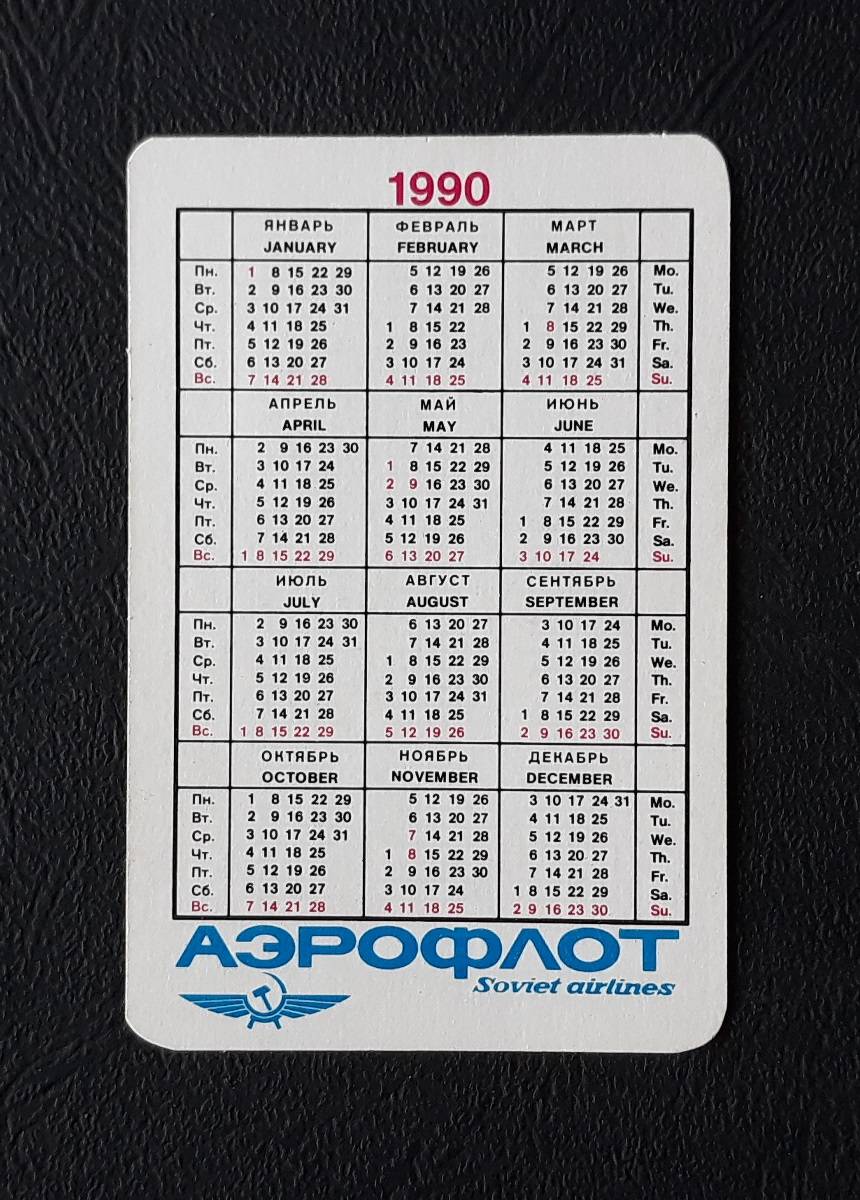 1990
ЯНВАРЬ ФЕВРАЛЬ МАРТ
JANUARY FEBRUARY MARCH
Пн. 1 8 15 22 29 5 12 19 26 5 12 19 26 Mo.
Вт. 2 9 16 23 30 6 13 20 27 6 13 20 27 Tu.
Ср. 3 10 17 24 31 7 14 21 28 7 14 21 28 We.
Чт. 4 11 18 25 1 8 15 22 1 8 15 22 29 Th.
Пт. 5 12 19 26 2 9 16 23 2 9 16 23 30 Fr.
Сб. 6 13 20 27 3 10 17 24 3 10 17 24 31 Sa.
Вс. 7 14 21 28 4 11 18 25 4 11 18 25 Su.
АПРЕЛЬ МАЙ ИЮНЬ
APRIL MAY JUNE
Пн. 2 9 16 23 30 7 14 21 28 4 11 18 25 Mo.
Вт. 3 10 17 24 1 8 15 22 29 5 12 19 26 Tu.
Ср. 4 11 18 25 2 9 16 23 30 6 13 20 27 We.
Чт. 5 12 19 26 3 10 17 24 31 7 14 21 28 Th.
Пт. 6 13 20 27 4 11 18 25 1 8 15 22 29 Fr.
Сб. 7 14 21 28 5 12 19 26 2 9 16 23 30 Sa.
Вс. 1 8 15 22 29 6 13 20 27 3 10 17 24 Su.
ИЮЛЬ АВГУСТ СЕНТЯБРЬ
JULY AUGUST SEPTEMBER
Пн. 2 9 16 23 30 6 13 20 27 3 10 17 24 Mo.
Вт. 3 10 17 24 31 7 14 21 28 4 11 18 25 Tu.
Ср. 4 11 18 25 1 8 15 22 29 5 12 19 26 We.
Чт. 5 12 19 26 2 9 16 23 30 6 13 20 27 Th.
Пт. 6 13 20 27 3 10 17 24 31 7 14 21 28 Fr.
Сб. 7 14 21 28 4 11 18 25 1 8 15 22 29 Sa.
Вс. 1 8 15 22 29 5 12 19 26 2 9 16 23 30 Su.
ОКТЯБРЬ НОЯБРЬ ДЕКАБРЬ
OCTOBER NOVEMBER DECEMBER
Пн. 1 8 15 22 29 5 12 19 26 3 10 17 24 31 Mo.
Вт. 2 9 16 23 30 6 13 20 27 4 11 18 25 Tu.
Ср. 3 10 17 24 31 7 14 21 28 5 12 19 26 We.
Чт. 4 11 18 25 1 8 15 22 29 6 13 20 27 Th.
Пт. 5 12 19 26 2 9 16 23 30 7 14 21 28 Fr.
Сб. 6 13 20 27 3 10 17 24 1 8 15 22 29 Sa.
Вс. 7 14 21 28 4 11 18 25 2 9 16 23 30 Su.
АЭРОФЛОТ
Soviet airlines